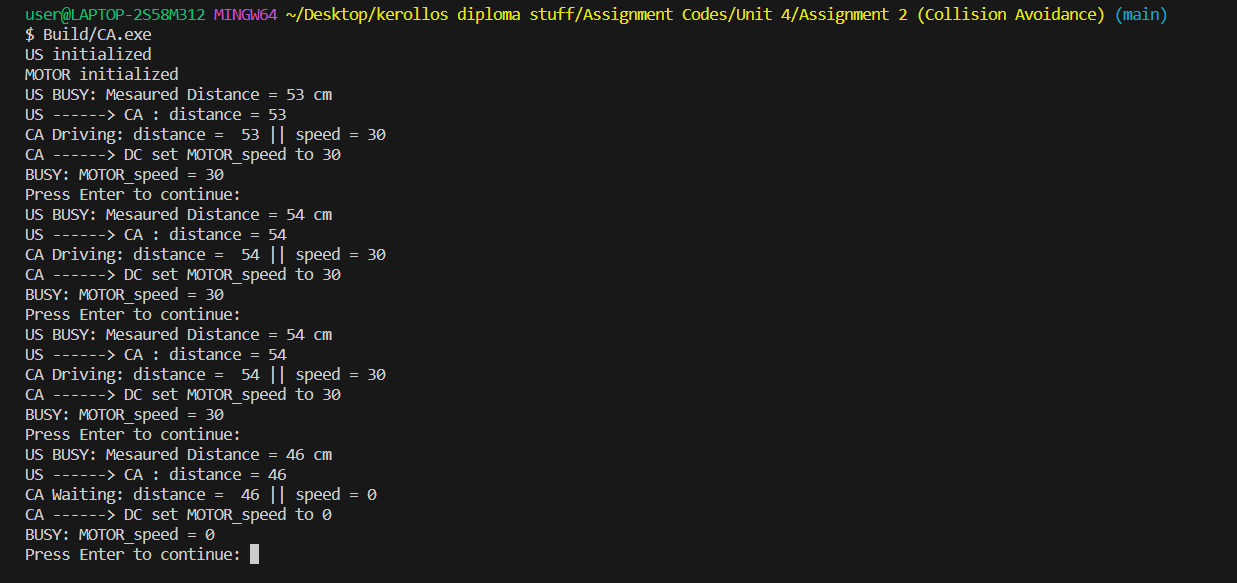 user@LAPTOP-2S58M312 MINGW64 ~/Desktop/kerollos diploma stuff/Assignment Codes/Unit 4/Assignment 2 (Collision Avoidance) (main)
$ Build/CA.exe
US initialized
MOTOR initialized
US BUSY: Mesaured Distance = 53 cm
US ------> CA : distance = 53
CA Driving: distance =  53 || speed = 30
CA ------> DC set MOTOR_speed to 30
BUSY: MOTOR_speed = 30
Press Enter to continue:
US BUSY: Mesaured Distance = 54 cm
US ------> CA : distance = 54
CA Driving: distance =  54 || speed = 30
CA ------> DC set MOTOR_speed to 30
BUSY: MOTOR_speed = 30
Press Enter to continue:
US BUSY: Mesaured Distance = 54 cm
US ------> CA : distance = 54
CA Driving: distance =  54 || speed = 30
CA ------> DC set MOTOR_speed to 30
BUSY: MOTOR_speed = 30
Press Enter to continue:
US BUSY: Mesaured Distance = 46 cm
US ------> CA : distance = 46
CA Waiting: distance =  46 || speed = 0
CA ------> DC set MOTOR_speed to 0
BUSY: MOTOR_speed = 0
Press Enter to continue: